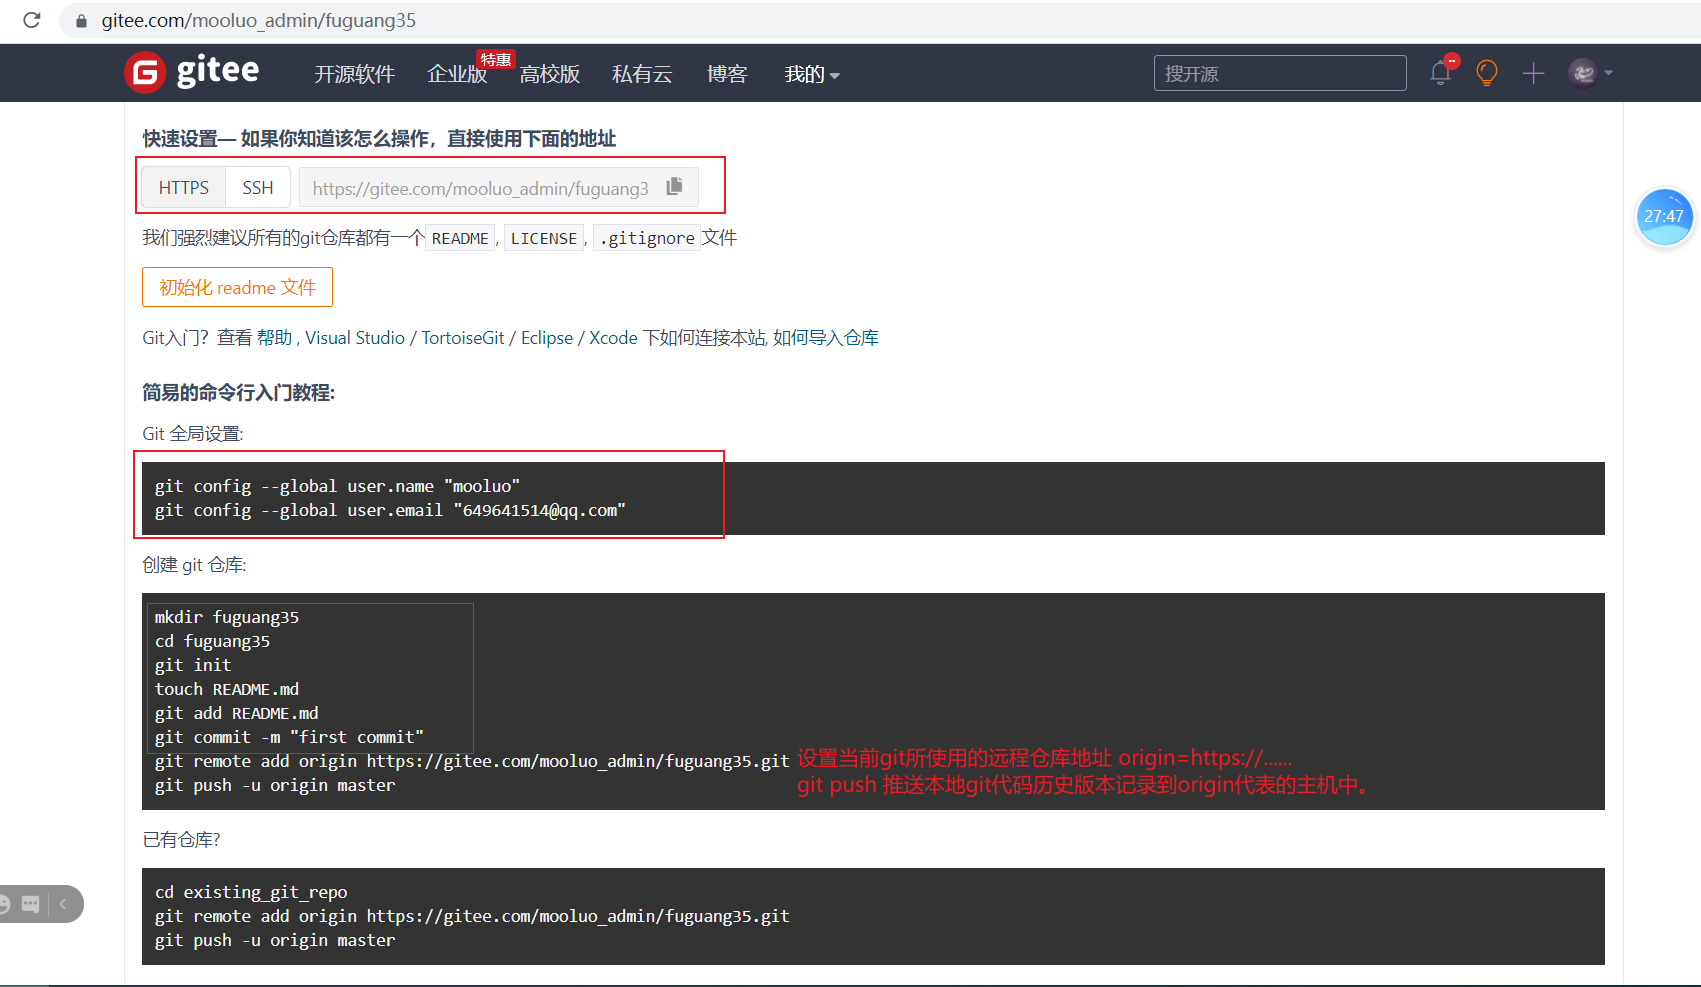 gitee.com/mooluo_admin/fuguang35
gitee 开源软件 企业版 特惠 高校版 私有云 博客 我的 搜开源
快速设置— 如果你知道该怎么操作，直接使用下面的地址
HTTPS SSH https://gitee.com/mooluo_admin/fuguang3
27:47
我们强烈建议所有的git仓库都有一个 README , LICENSE , .gitignore 文件
初始化 readme 文件
Git入门？查看 帮助 , Visual Studio / TortoiseGit / Eclipse / Xcode 下如何连接本站, 如何导入仓库
简易的命令行入门教程:
Git 全局设置:
git config --global user.name "mooluo"
git config --global user.email "649641514@qq.com"
创建 git 仓库:
mkdir fuguang35
cd fuguang35
git init
touch README.md
git add README.md
git commit -m "first commit"
git remote add origin https://gitee.com/mooluo_admin/fuguang35.git 设置当前git所使用的远程仓库地址 origin=https://......
git push -u origin master git push 推送本地git代码历史版本记录到origin代表的主机中。
已有仓库?
cd existing_git_repo
git remote add origin https://gitee.com/mooluo_admin/fuguang35.git
git push -u origin master